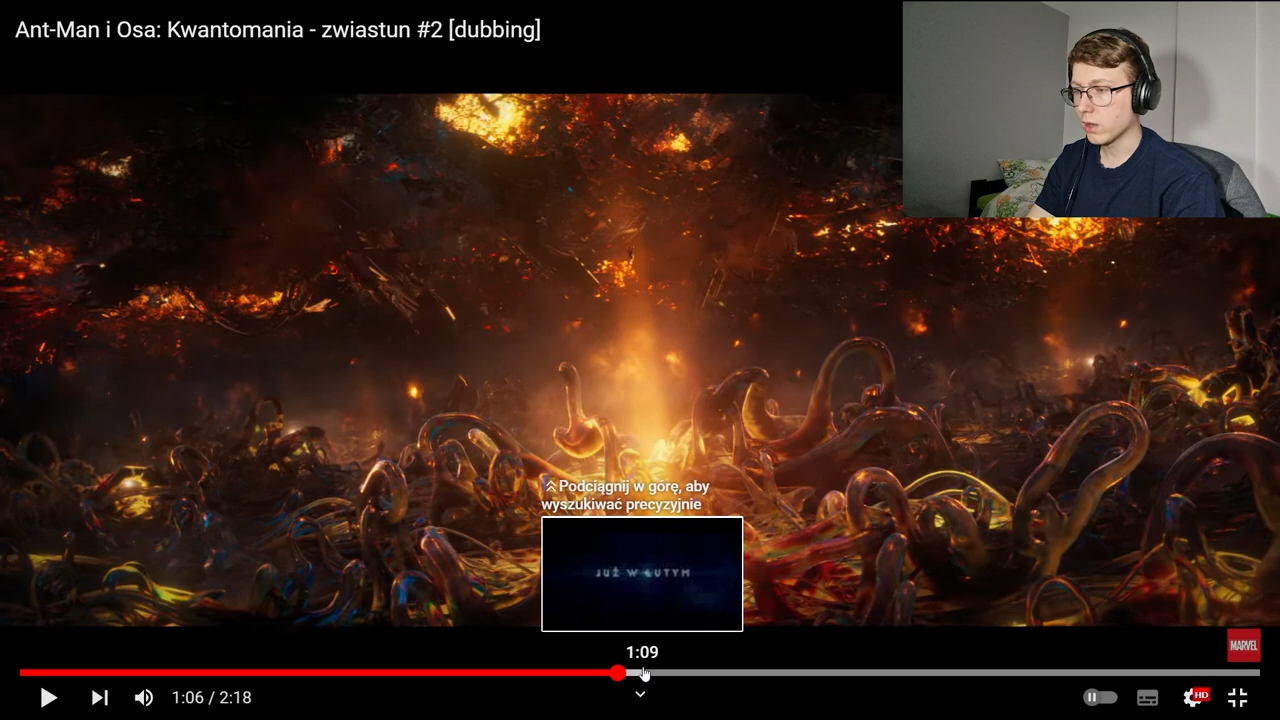 Ant-Man i Osa: Kwantomania - zwiastun #2 [dubbing]
Podciągnij w górę, aby
wyszukiwać precyzyjnie
JUŻ W LUTYM
1:09
MARVEL
1:06 / 2:18
HD